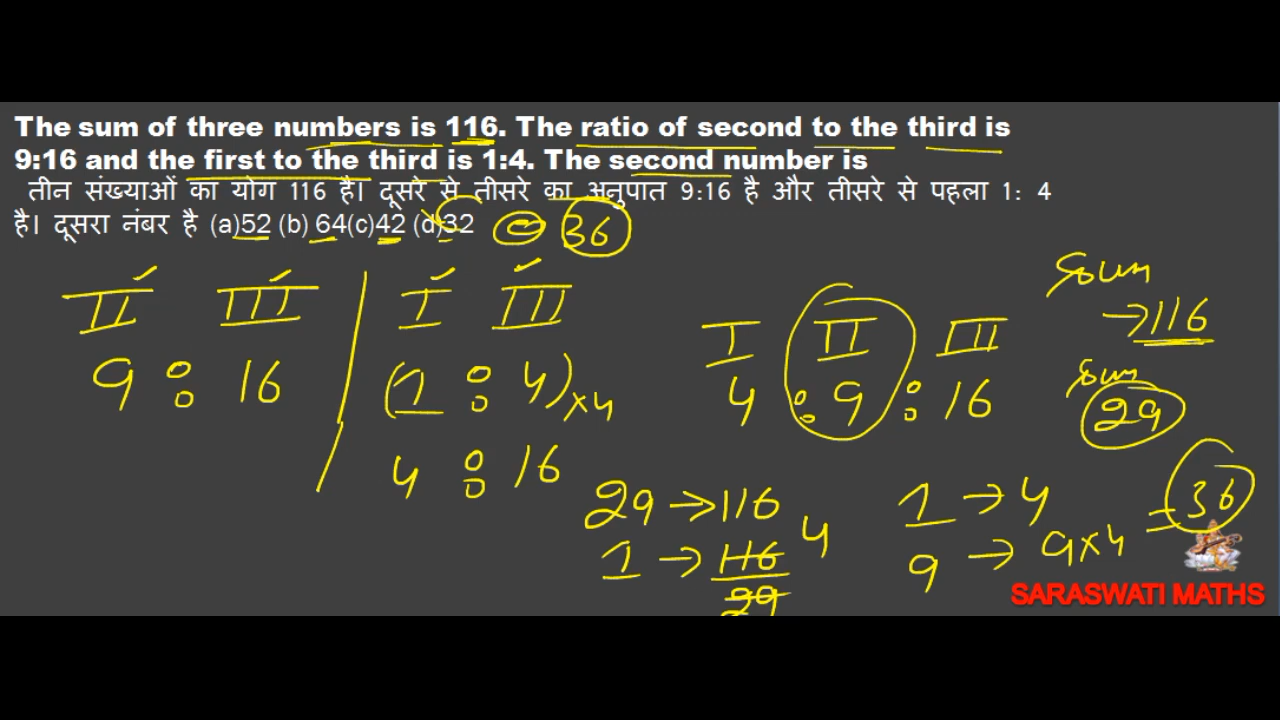 The sum of three numbers is 116. The ratio of second to the third is
9:16 and the first to the third is 1:4. The second number is
तीन संख्याओं का योग 116 है। दूसरे से तीसरे का अनुपात 9:16 है और तीसरे से पहला 1: 4
है। दूसरा नंबर है (a)52 (b) 64(c)42 (d)32 36
II III I III
9 : 16 (1 : 4)×4
4 : 16
I II III
4 : 9 : 16
Sum
→116
Sum
29
29→116
1→116/29 4
1→4
9→9×4 = 36
SARASWATI MATHS